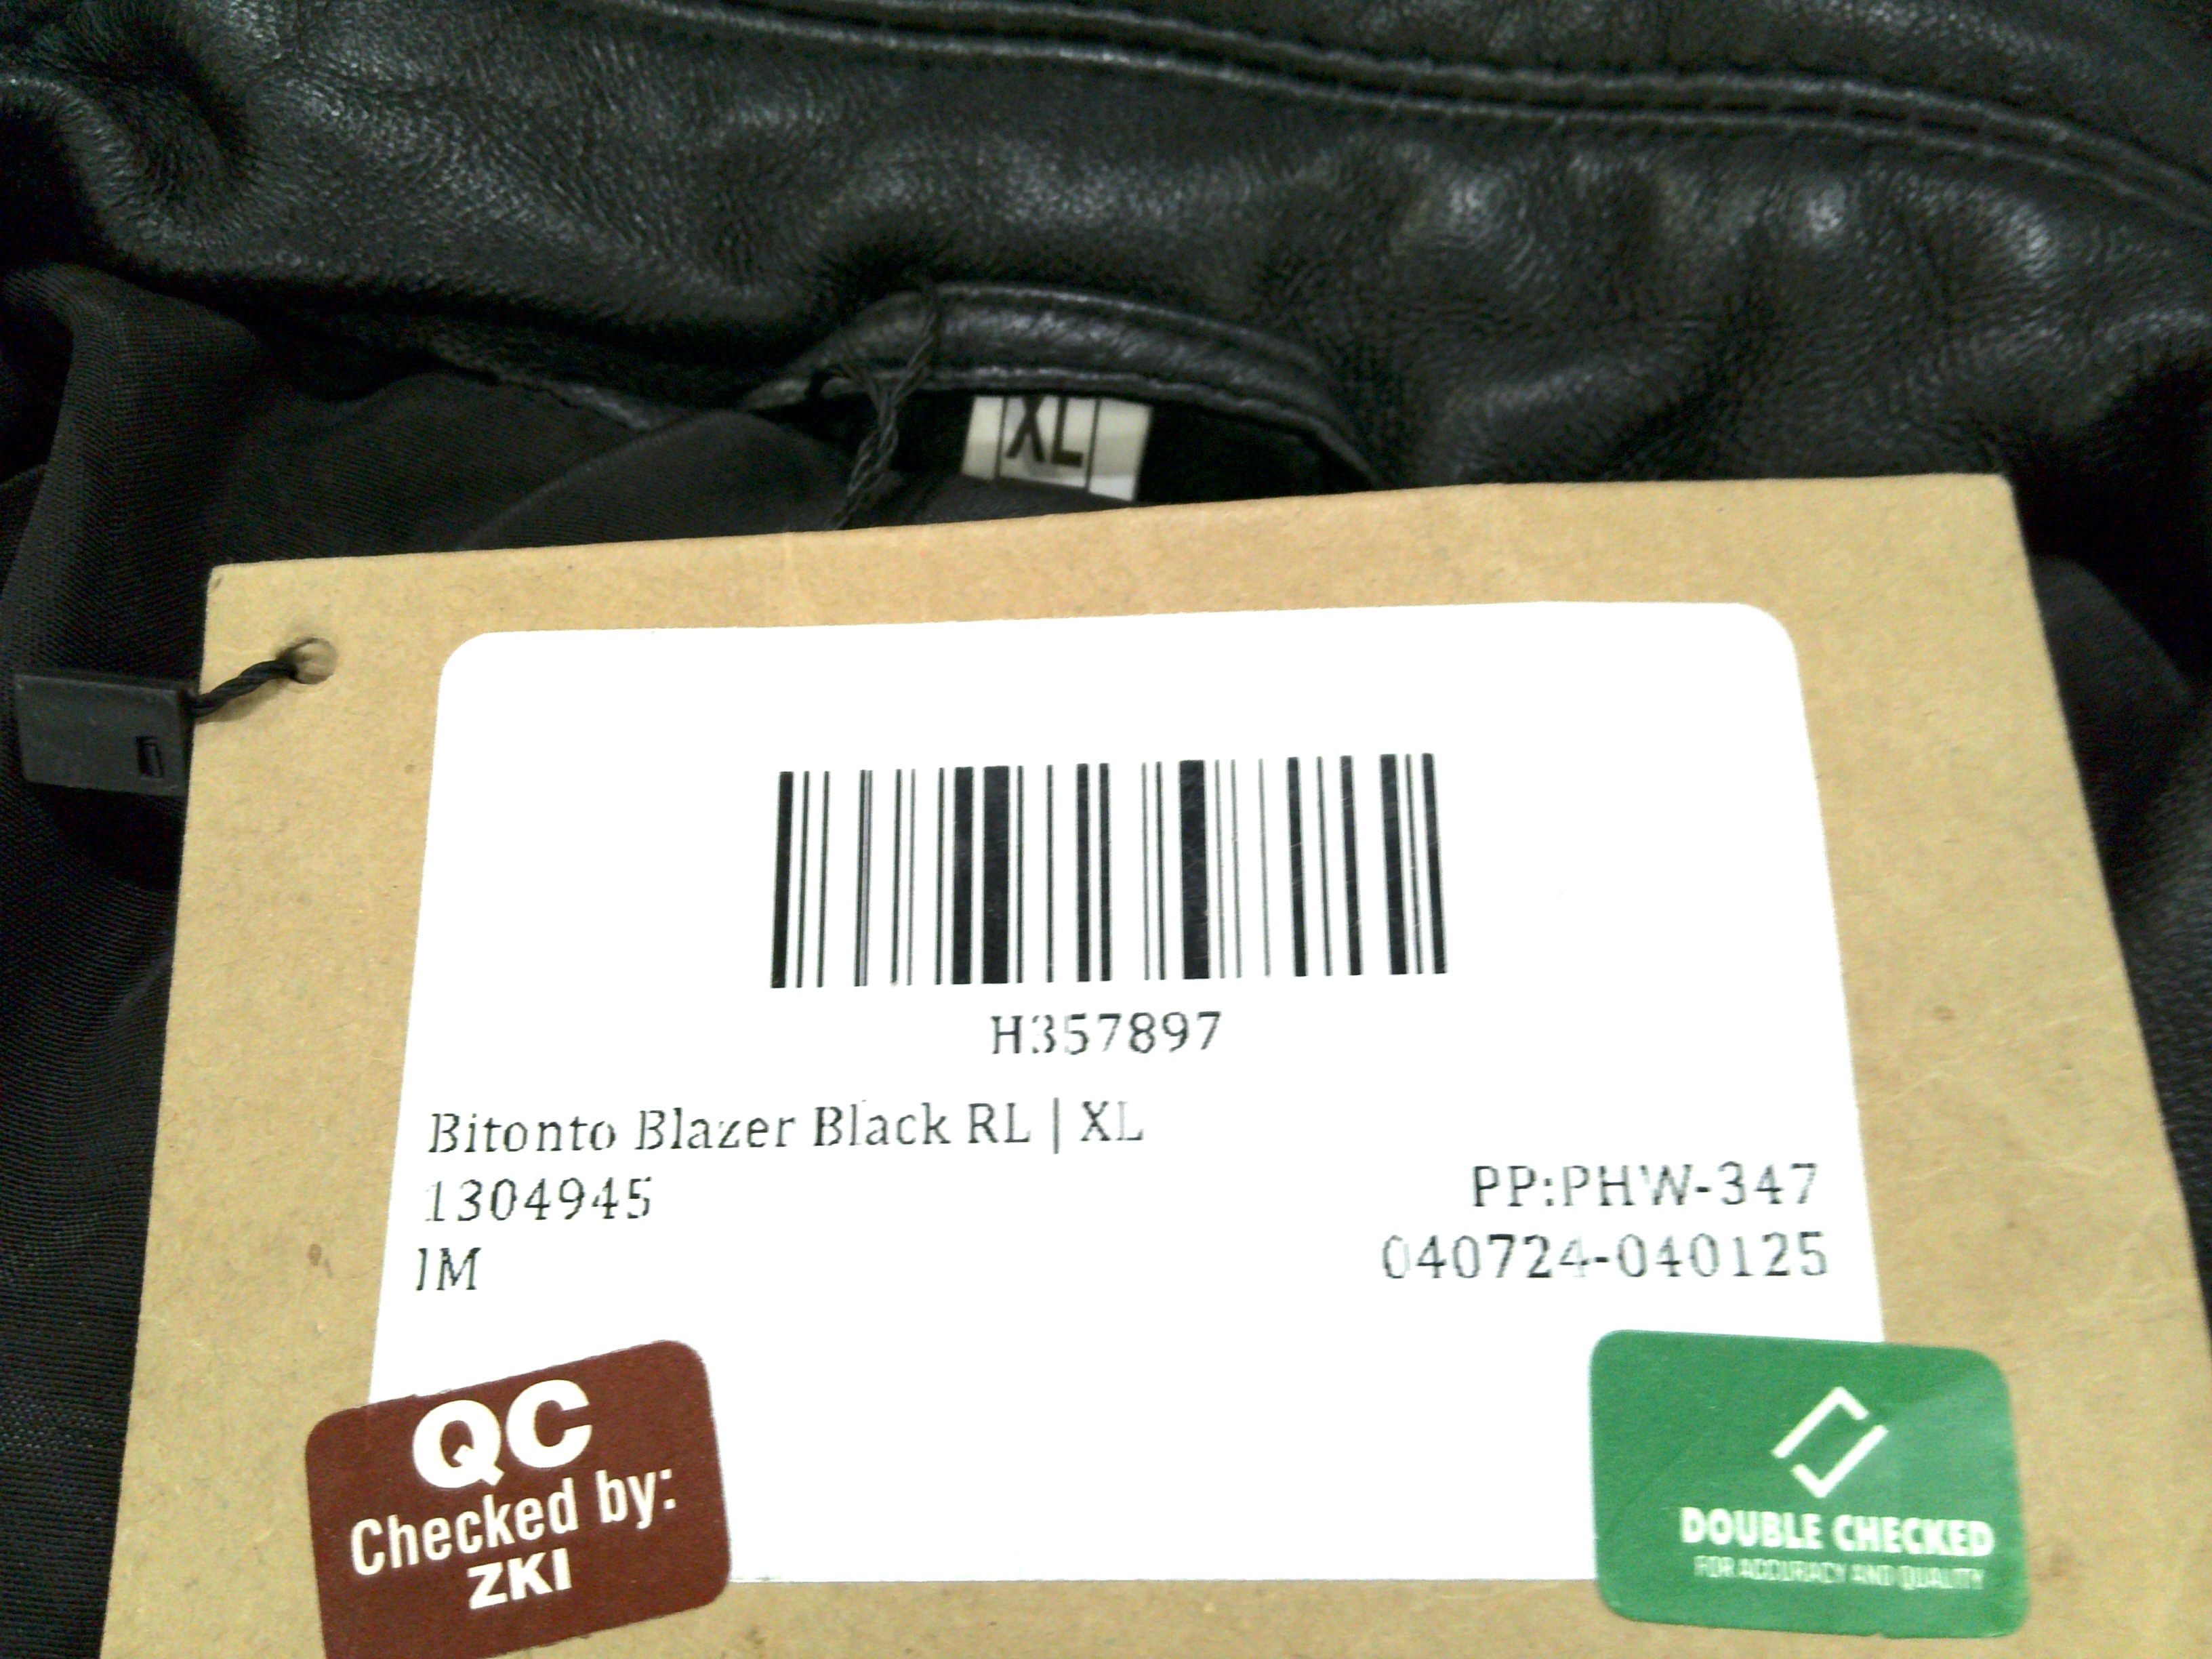 XL
H357897
Bitonto Blazer Black RL | XL
1304945
PP:PHW-347
IM
040724-040125
QC
Checked by:
ZKI
DOUBLE CHECKED
FOR ACCURACY AND QUALITY